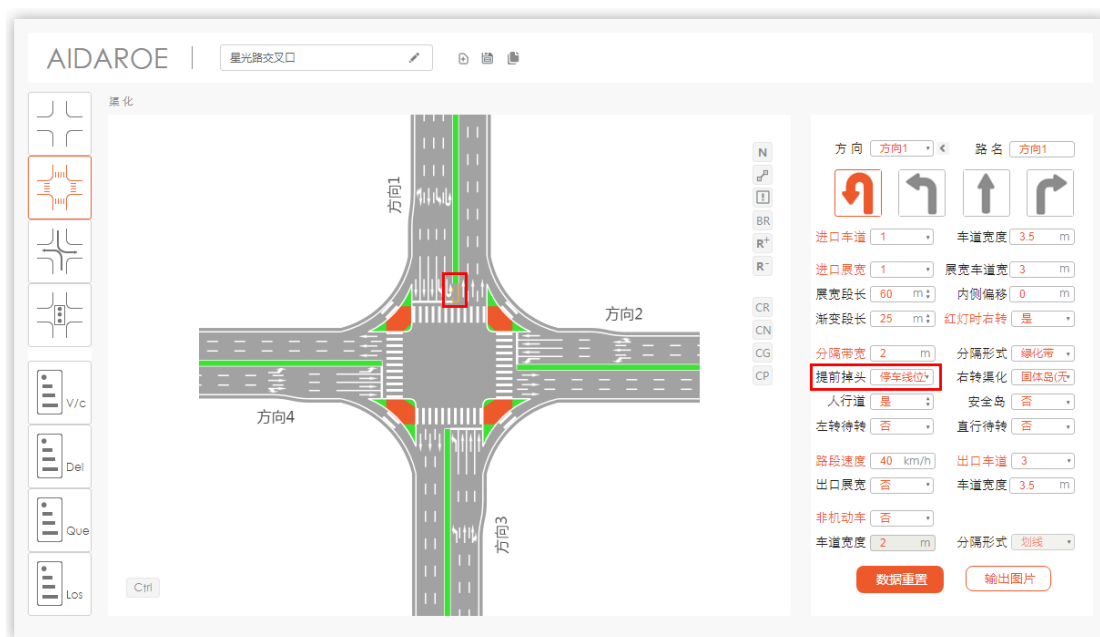 AIDAROE
星光路交叉口
渠化
方向1
方向2
方向3
方向4
N
BR
R+
R-
CR
CN
CG
CP
Ctrl
V/c
Del
Que
Los
方向 方向1 路名 方向1
进口车道 1 车道宽度 3.5 m
进口展宽 1 展宽车道宽 3 m
展宽段长 60 m 内侧偏移 0 m
渐变段长 25 m 红灯时右转 是
分隔带宽 2 m 分隔形式 绿化带
提前掉头 停车线位 右转渠化 固体岛(无
人行道 是 安全岛 否
左转待转 否 直行待转 否
路段速度 40 km/h 出口车道 3
出口展宽 否 车道宽度 3.5 m
非机动车 否
车道宽度 2 m 分隔形式 划线
数据重置 输出图片